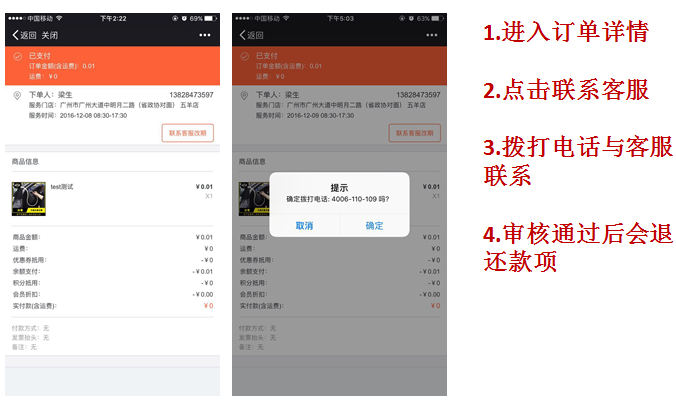 中国移动 下午2:22 69%
返回 关闭
已支付
订单金额(含运费): 0.01
运费: ¥0
下单人: 梁生 13828473597
服务门店: 广州市广州大道中明月二路（省政协对面） 五羊店
服务时间: 2016-12-08 08:30-17:30
联系客服改期
商品信息
test测试 ¥0.01
X1
商品金额: ¥0.01
运费: ¥0
优惠券抵用: -¥0
余额支付: -¥0.01
积分抵用: -¥0
会员折扣: -¥0.00
实付款(含运费): ¥0
付款方式: 无
发票抬头: 无
备注: 无
中国移动 下午5:03 63%
返回
已支付
订单金额(含运费): 0.01
运费: ¥0
下单人: 梁生 13828473597
服务门店: 广州市广州大道中明月二路（省政协对面） 五羊店
服务时间: 2016-12-09 08:30-17:30
联系客服改期
商品信息
¥0.01
X1
提示
确定拨打电话: 4006-110-109 吗?
取消 确定
商品金额: ¥0.01
运费: ¥0
优惠券抵用: -¥0
余额支付: -¥0.01
积分抵用: -¥0
会员折扣: -¥0.00
实付款(含运费): ¥0
付款方式: 无
发票抬头: 无
备注: 无
1.进入订单详情
2.点击联系客服
3.拨打电话与客服
联系
4.审核通过后会退
还款项